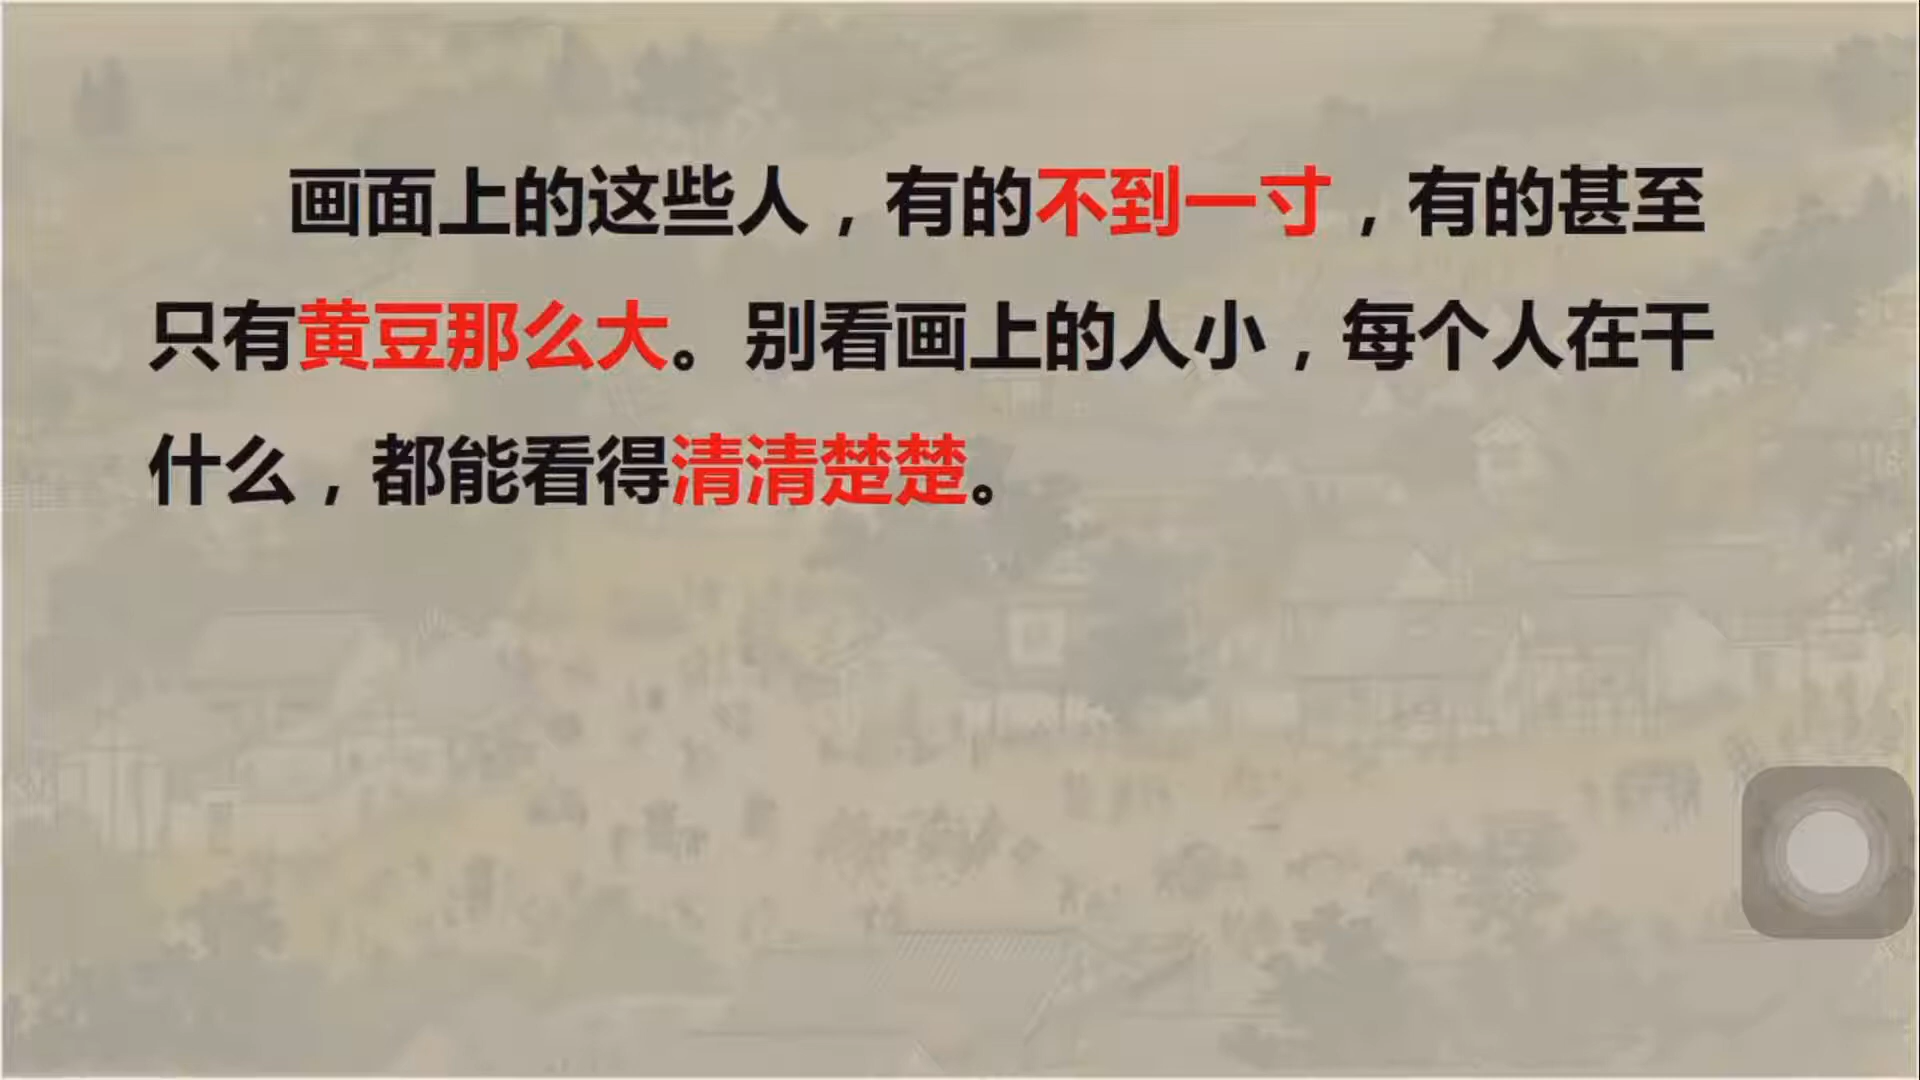 画面上的这些人，有的不到一寸，有的甚至
只有黄豆那么大。别看画上的人小，每个人在干
什么，都能看得清清楚楚。